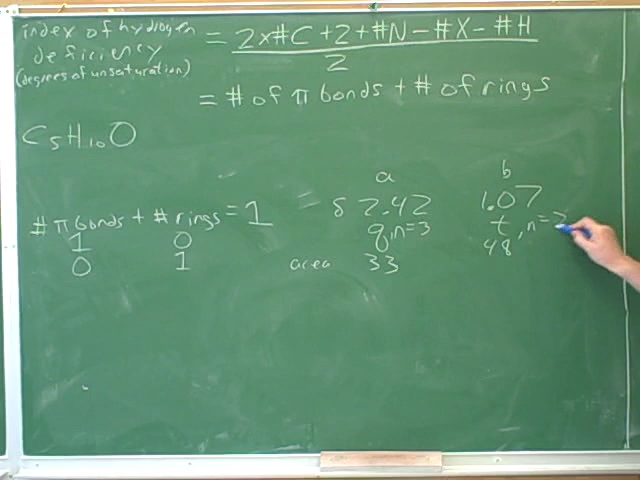 index of hydrogen
deficiency
(degrees of unsaturation)
= 2x#C+2+#N-#X-#H
2
= # of π bonds + # of rings
C5H10O
a b
# π bonds + # rings = 1
1 0
0 1
δ 2.42 1.07
q, n=3 t, n=2
area 33 48